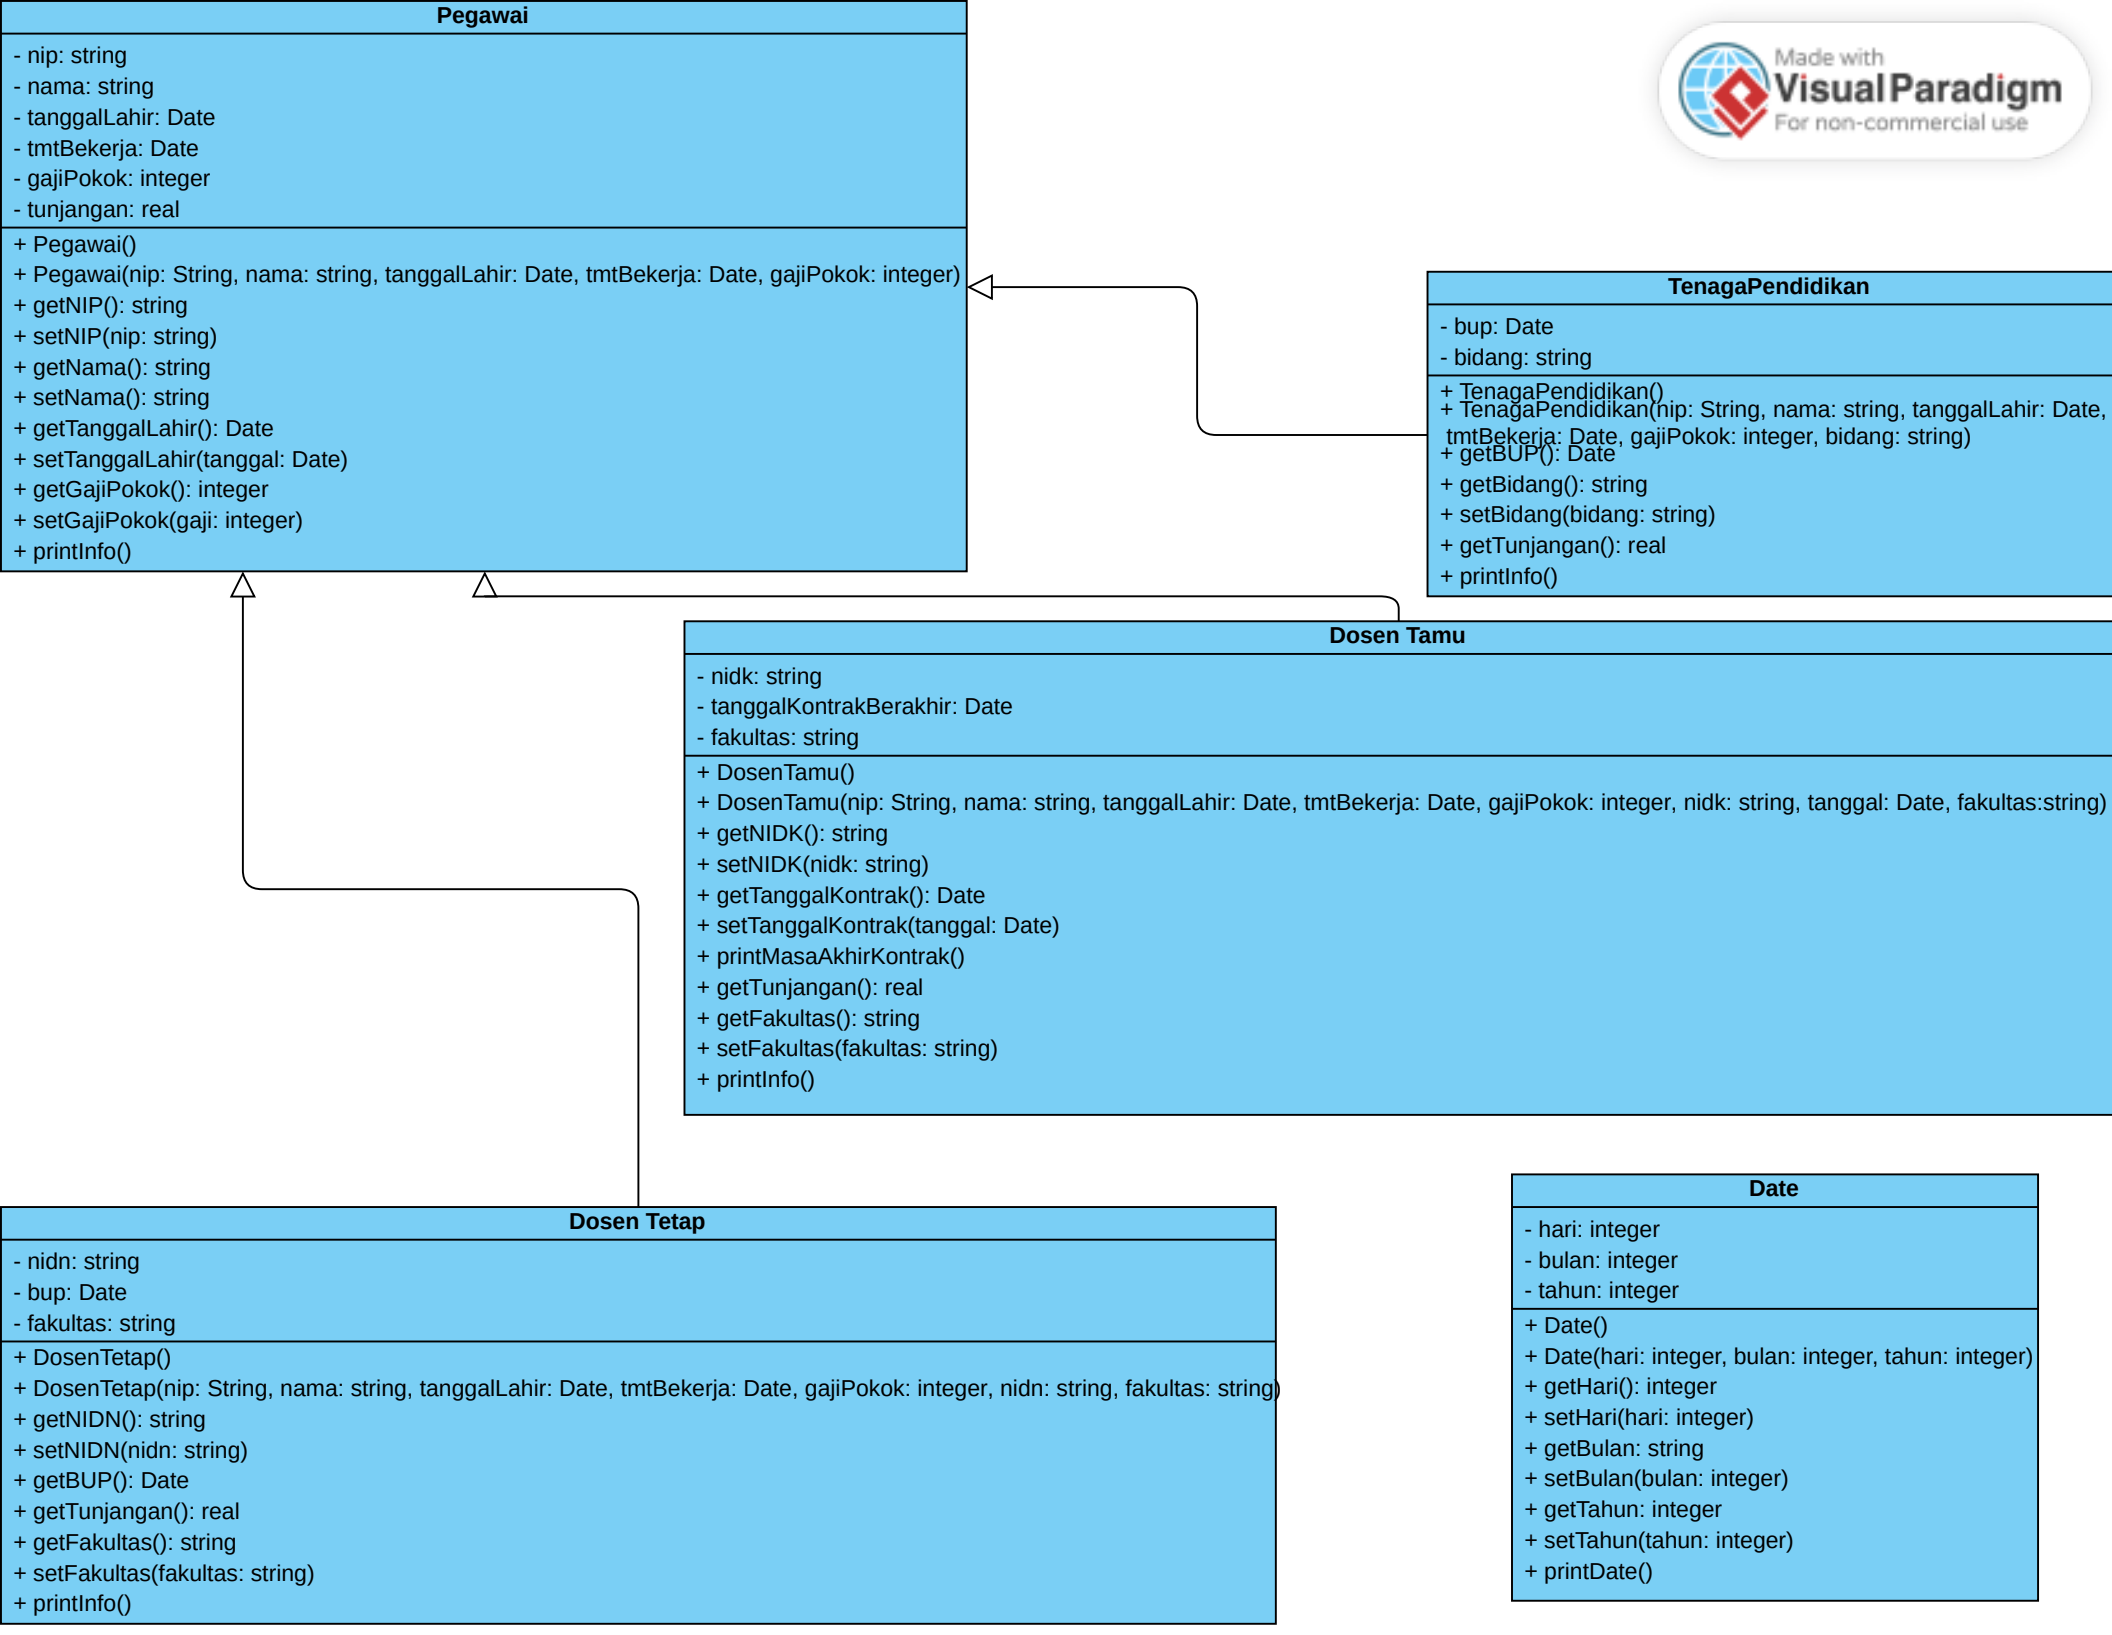 Pegawai
- nip: string
- nama: string
- tanggalLahir: Date
- tmtBekerja: Date
- gajiPokok: integer
- tunjangan: real
+ Pegawai()
+ Pegawai(nip: String, nama: string, tanggalLahir: Date, tmtBekerja: Date, gajiPokok: integer)
+ getNIP(): string
+ setNIP(nip: string)
+ getNama(): string
+ setNama(): string
+ getTanggalLahir(): Date
+ setTanggalLahir(tanggal: Date)
+ getGajiPokok(): integer
+ setGajiPokok(gaji: integer)
+ printInfo()
Made with
Visual Paradigm
For non-commercial use
TenagaPendidikan
- bup: Date
- bidang: string
+ TenagaPendidikan()
+ TenagaPendidikan(nip: String, nama: string, tanggalLahir: Date,
tmtBekerja: Date, gajiPokok: integer, bidang: string)
+ getBUP(): Date
+ getBidang(): string
+ setBidang(bidang: string)
+ getTunjangan(): real
+ printInfo()
Dosen Tamu
- nidk: string
- tanggalKontrakBerakhir: Date
- fakultas: string
+ DosenTamu()
+ DosenTamu(nip: String, nama: string, tanggalLahir: Date, tmtBekerja: Date, gajiPokok: integer, nidk: string, tanggal: Date, fakultas:string)
+ getNIDK(): string
+ setNIDK(nidk: string)
+ getTanggalKontrak(): Date
+ setTanggalKontrak(tanggal: Date)
+ printMasaAkhirKontrak()
+ getTunjangan(): real
+ getFakultas(): string
+ setFakultas(fakultas: string)
+ printInfo()
Dosen Tetap
- nidn: string
- bup: Date
- fakultas: string
+ DosenTetap()
+ DosenTetap(nip: String, nama: string, tanggalLahir: Date, tmtBekerja: Date, gajiPokok: integer, nidn: string, fakultas: string)
+ getNIDN(): string
+ setNIDN(nidn: string)
+ getBUP(): Date
+ getTunjangan(): real
+ getFakultas(): string
+ setFakultas(fakultas: string)
+ printInfo()
Date
- hari: integer
- bulan: integer
- tahun: integer
+ Date()
+ Date(hari: integer, bulan: integer, tahun: integer)
+ getHari(): integer
+ setHari(hari: integer)
+ getBulan: string
+ setBulan(bulan: integer)
+ getTahun: integer
+ setTahun(tahun: integer)
+ printDate()